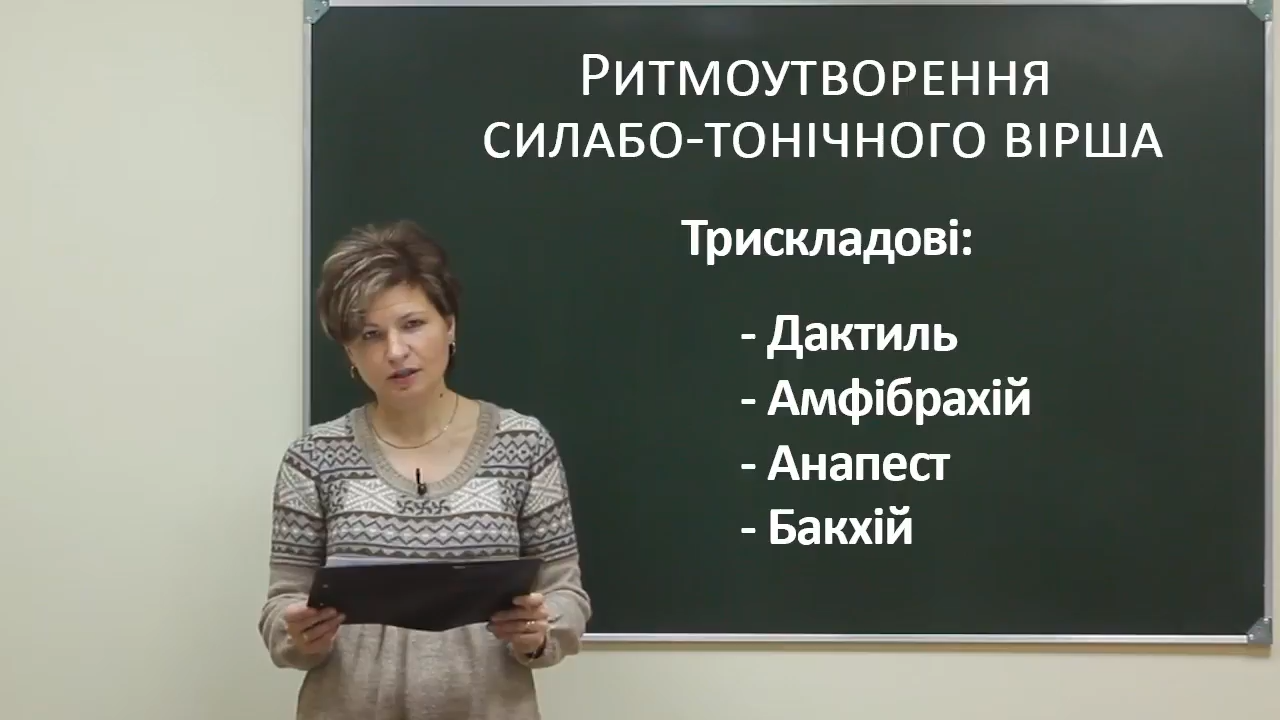 Ритмоутворення
силабо-тонічного вірша
Трискладові:
- Дактиль
- Амфібрахій
- Анапест
- Бакхій